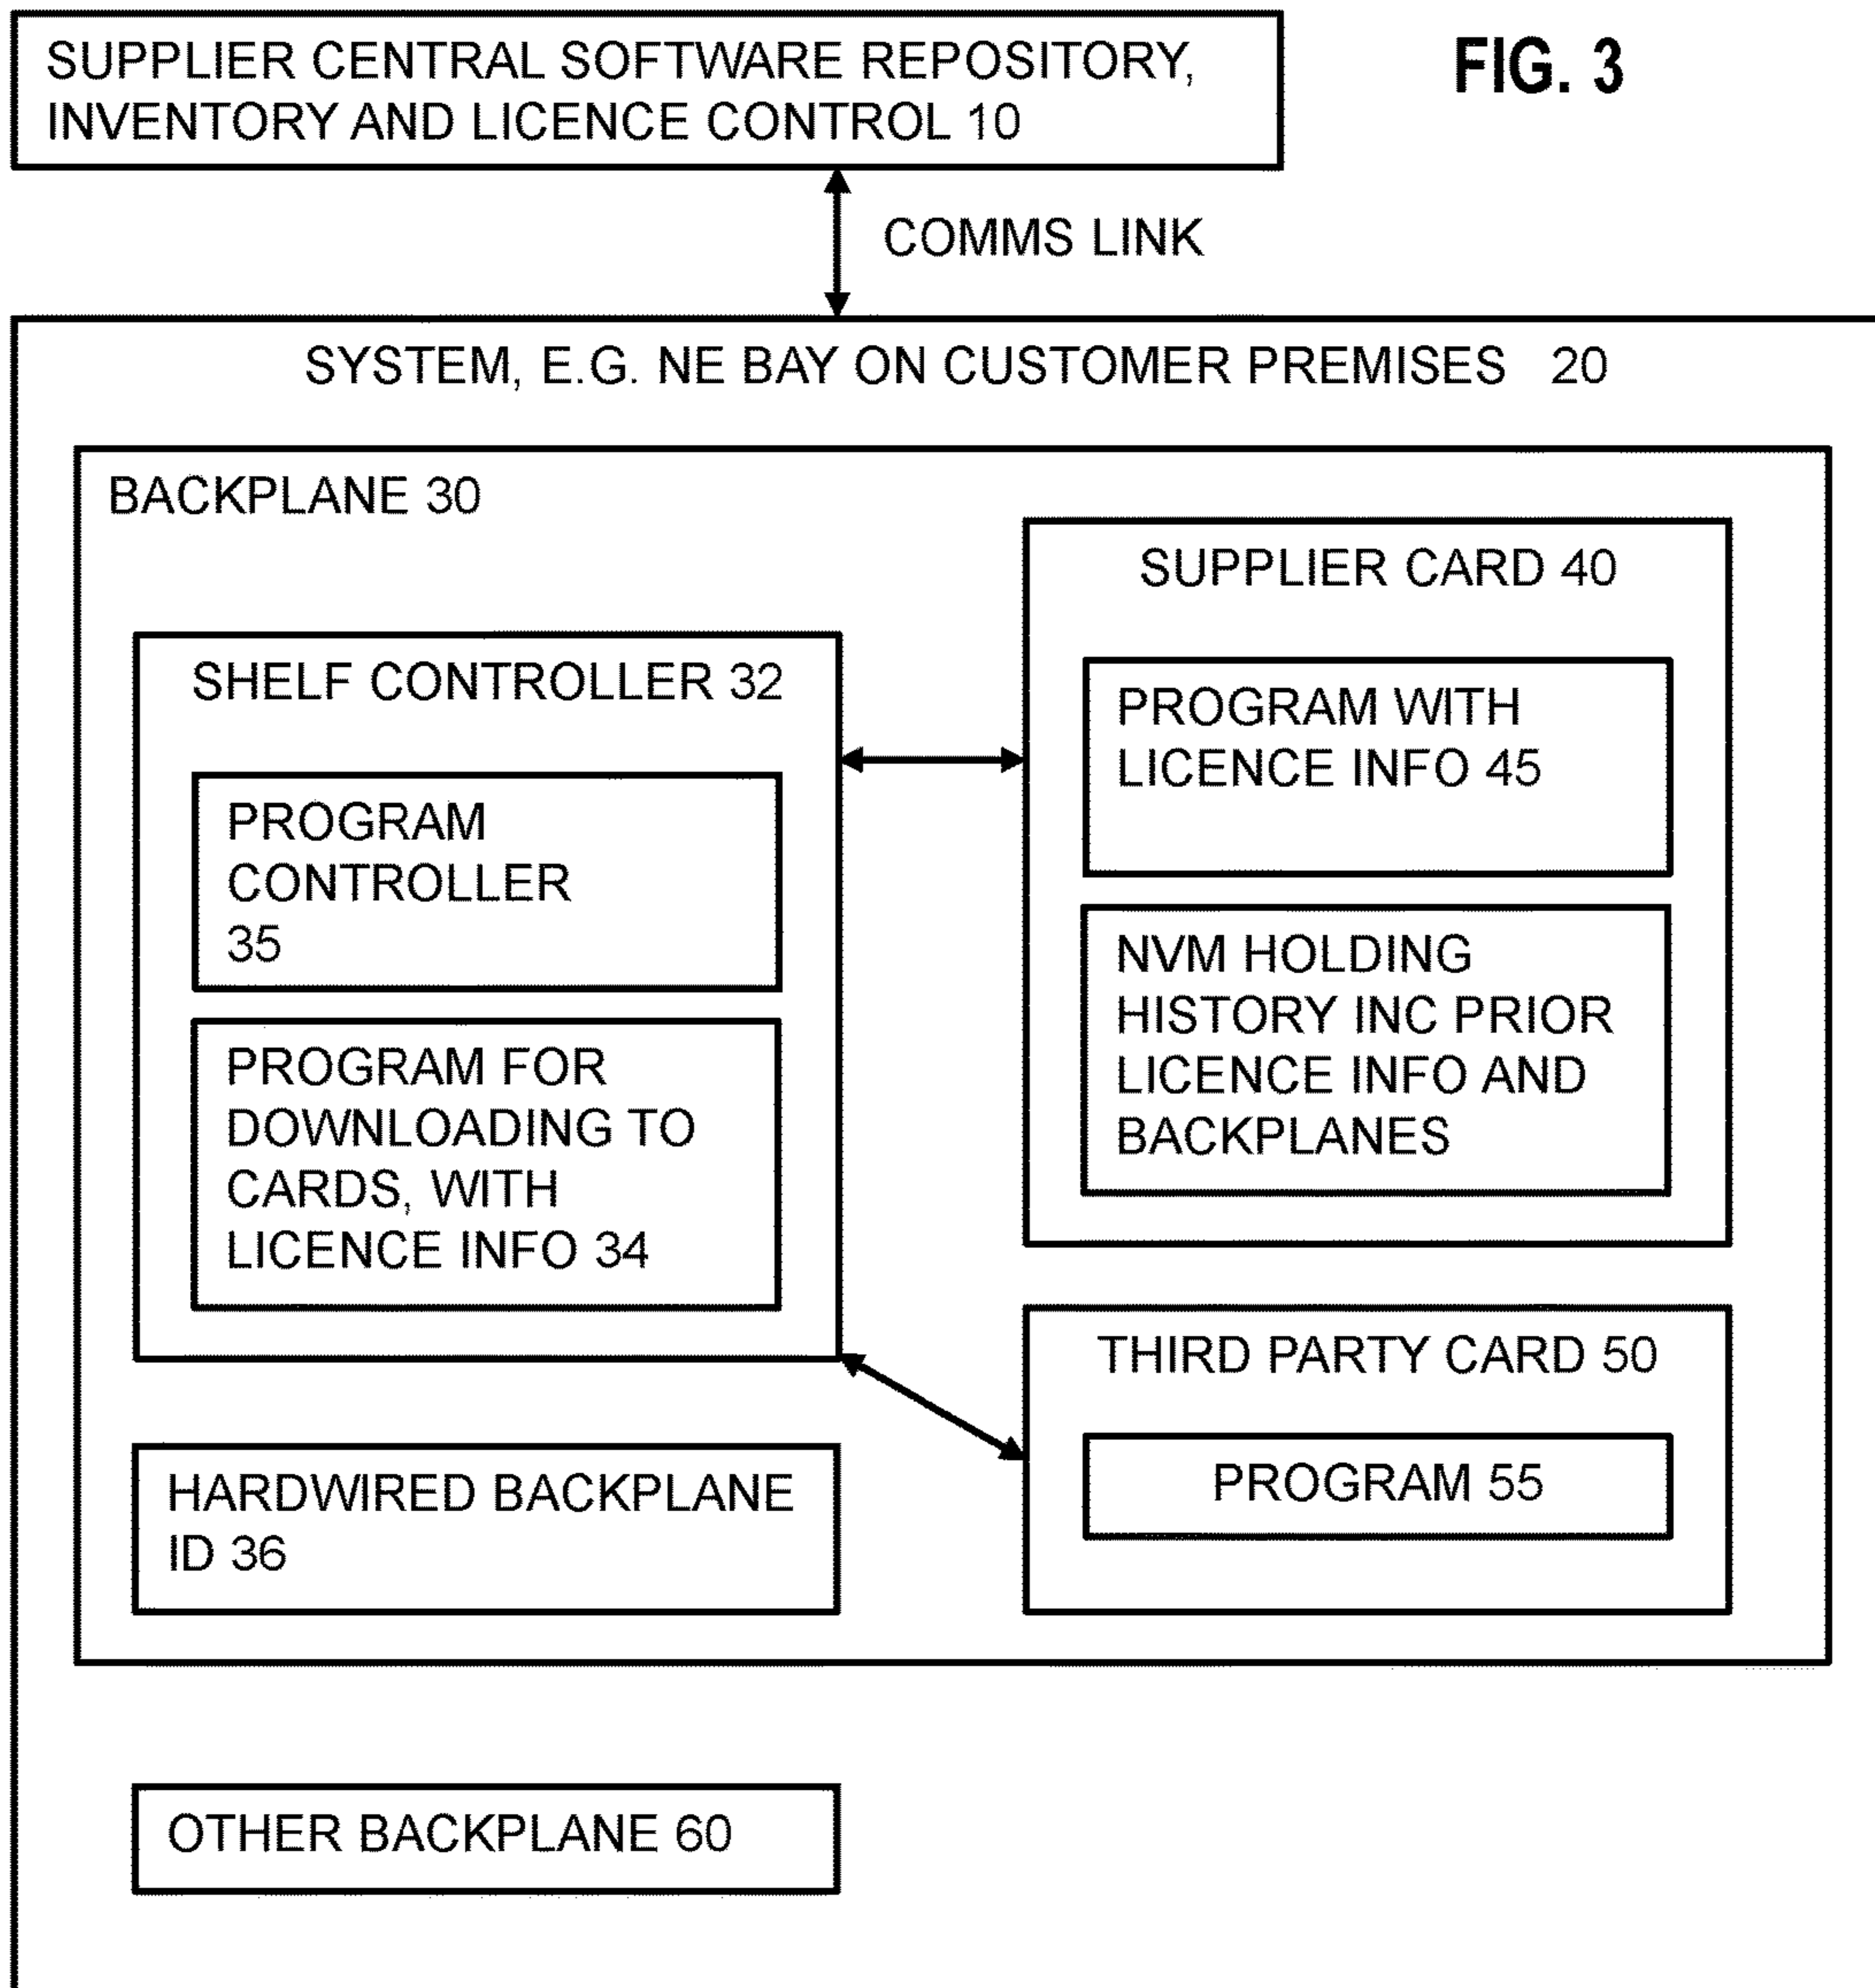 SUPPLIER CENTRAL SOFTWARE REPOSITORY,
INVENTORY AND LICENCE CONTROL 10
FIG. 3
COMMS LINK
SYSTEM, E.G. NE BAY ON CUSTOMER PREMISES 20
BACKPLANE 30
SHELF CONTROLLER 32
PROGRAM
CONTROLLER
35
PROGRAM FOR
DOWNLOADING TO
CARDS, WITH
LICENCE INFO 34
HARDWIRED BACKPLANE
ID 36
SUPPLIER CARD 40
PROGRAM WITH
LICENCE INFO 45
NVM HOLDING
HISTORY INC PRIOR
LICENCE INFO AND
BACKPLANES
THIRD PARTY CARD 50
PROGRAM 55
OTHER BACKPLANE 60